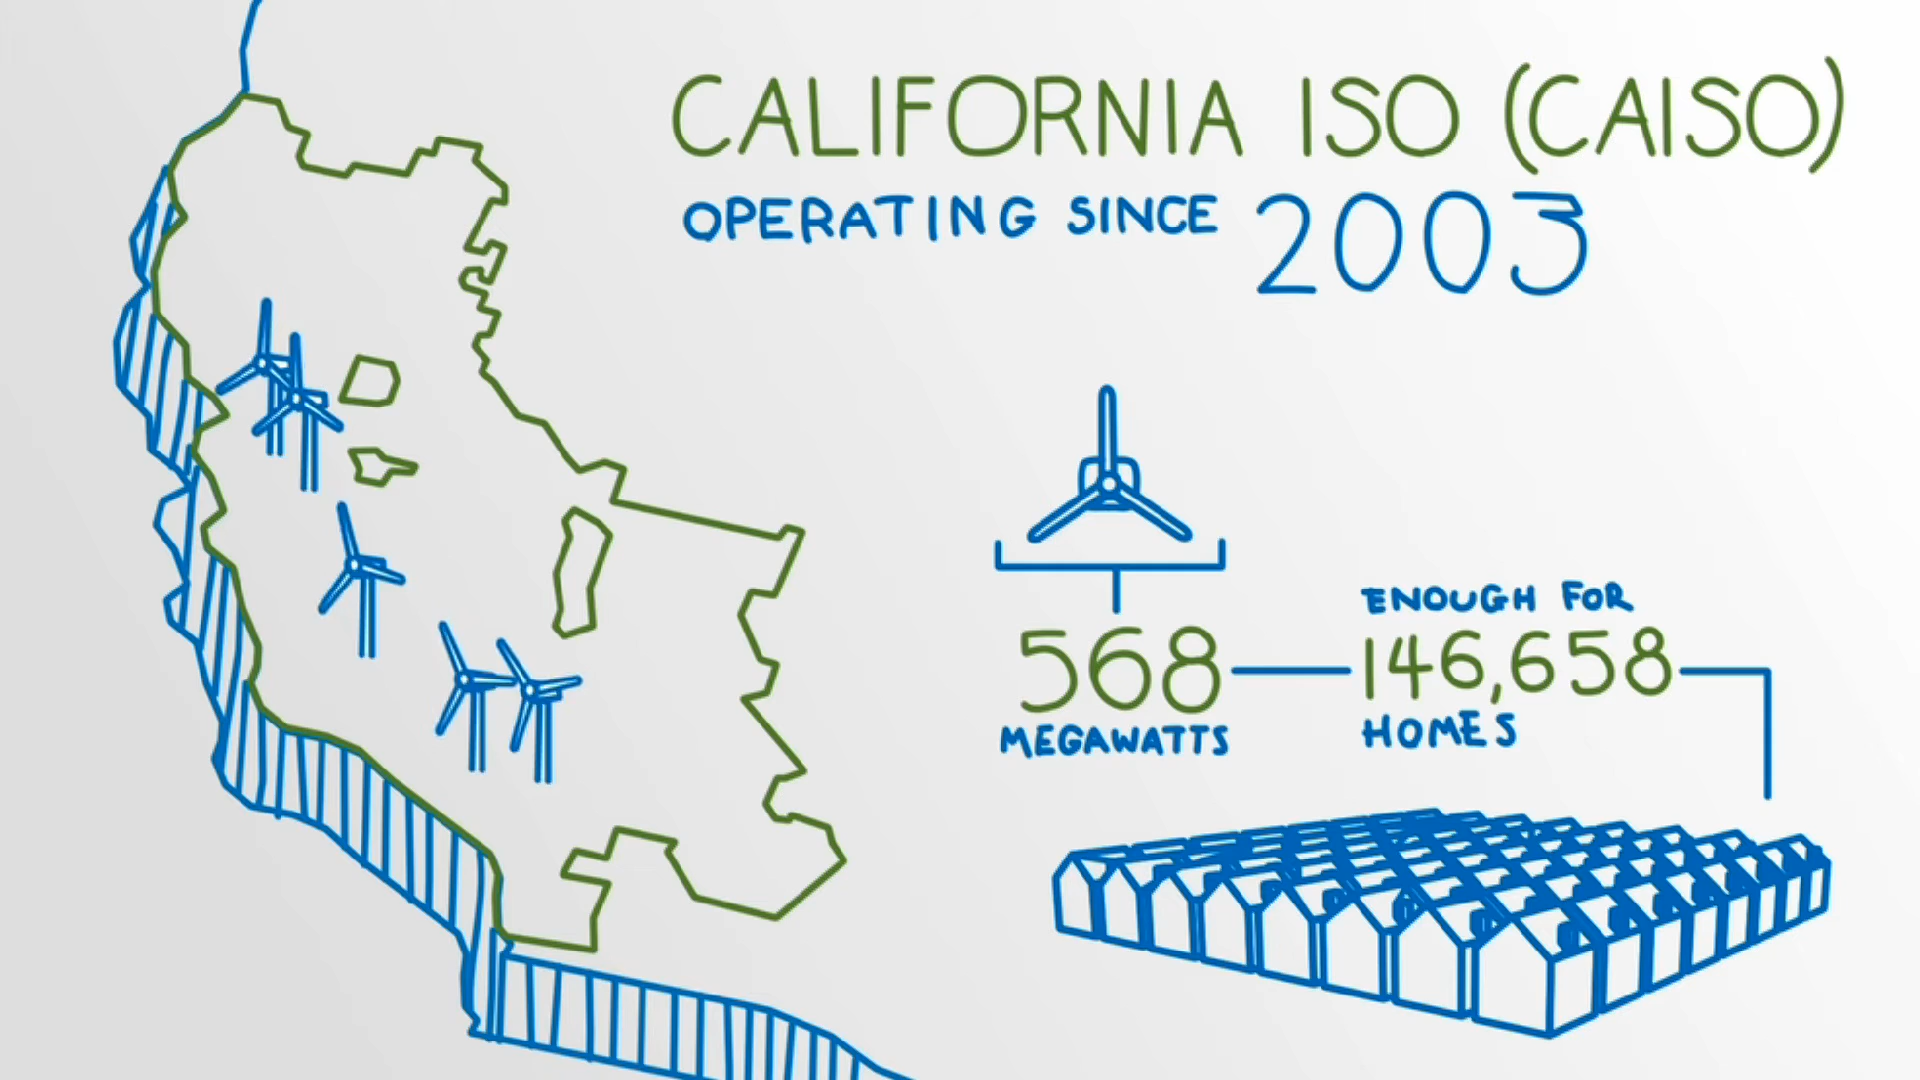 CALIFORNIA ISO (CAISO)
OPERATING SINCE 2003
568
MEGAWATTS
ENOUGH FOR
146,658
HOMES